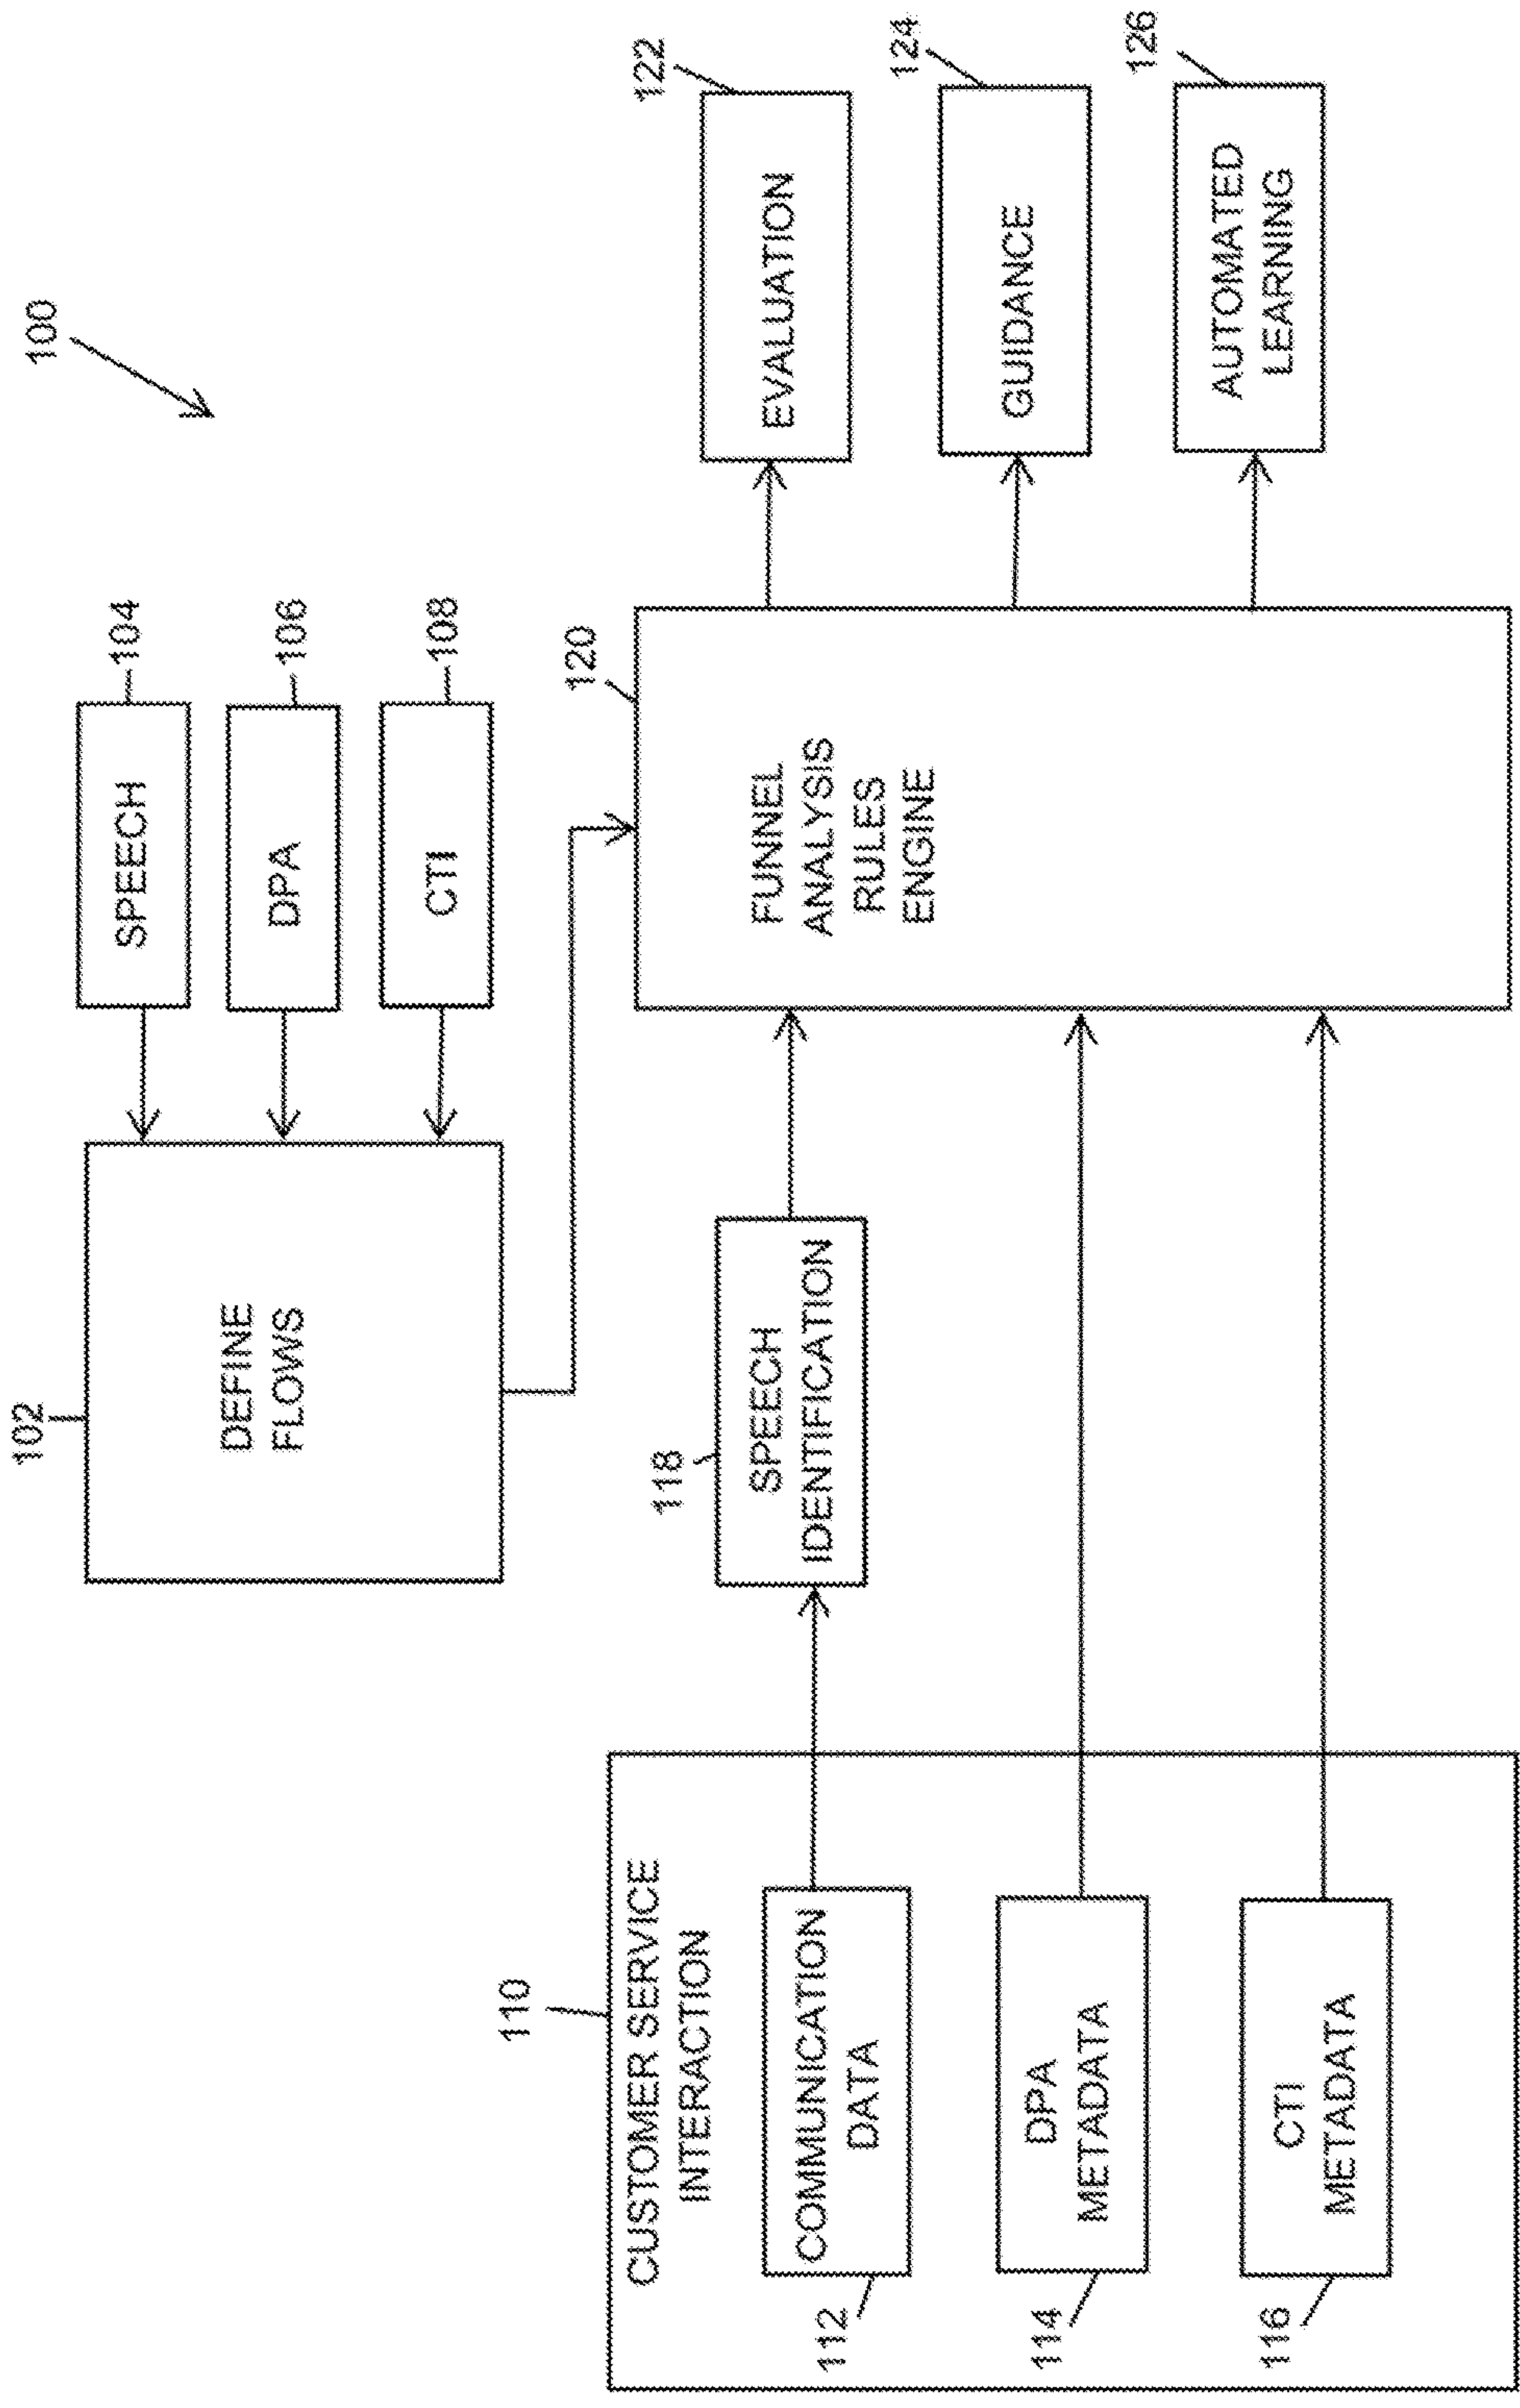 100
102
DEFINE
FLOWS
SPEECH
104
DPA
106
CTI
108
110
CUSTOMER SERVICE
INTERACTION
COMMUNICATION
DATA
112
DPA
METADATA
114
CTI
METADATA
116
118
SPEECH
IDENTIFICATION
120
FUNNEL
ANALYSIS
RULES
ENGINE
EVALUATION
122
GUIDANCE
124
AUTOMATED
LEARNING
126